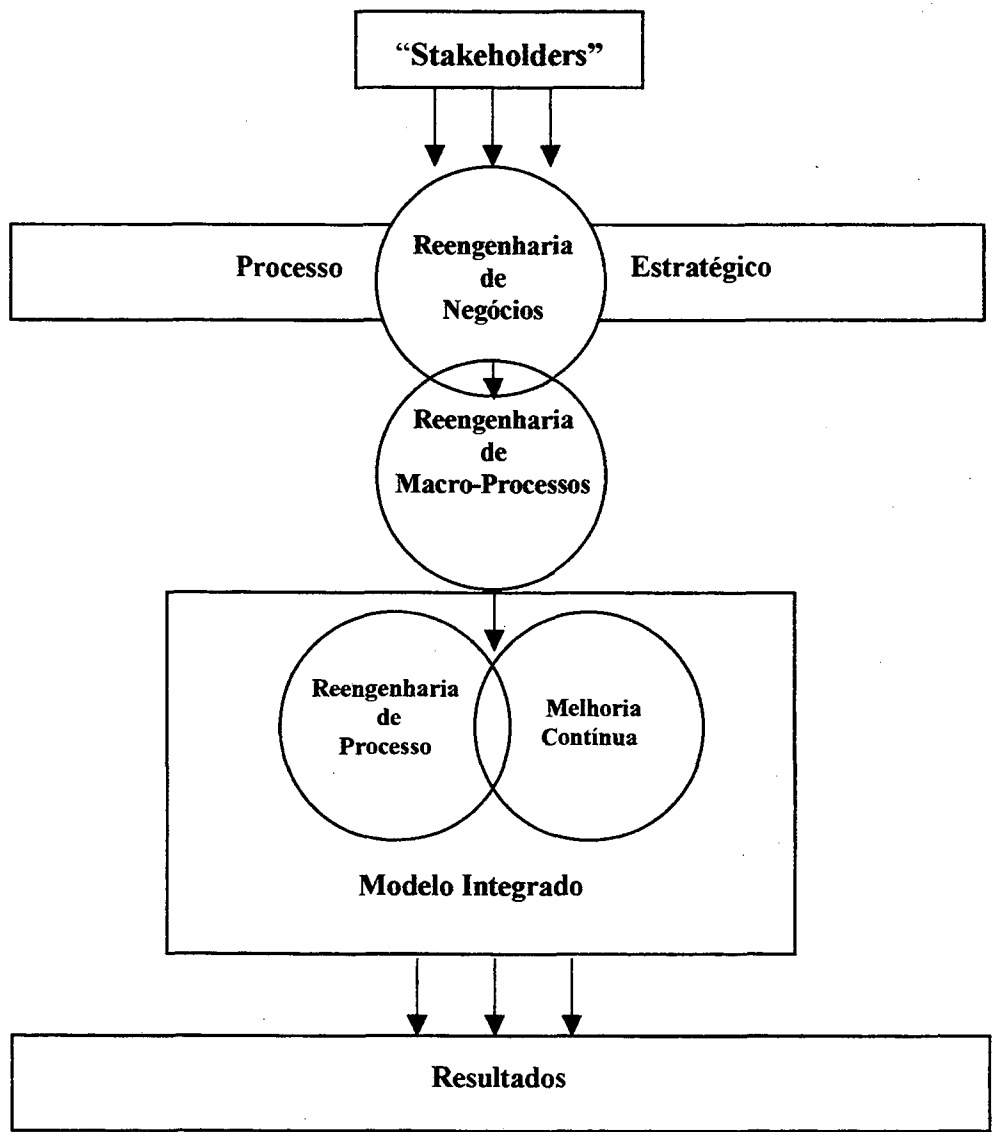 “Stakeholders”
Processo
Reengenharia
de
Negócios
Estratégico
Reengenharia
de
Macro-Processos
Reengenharia
de
Processo
Melhoria
Contínua
Modelo Integrado
Resultados